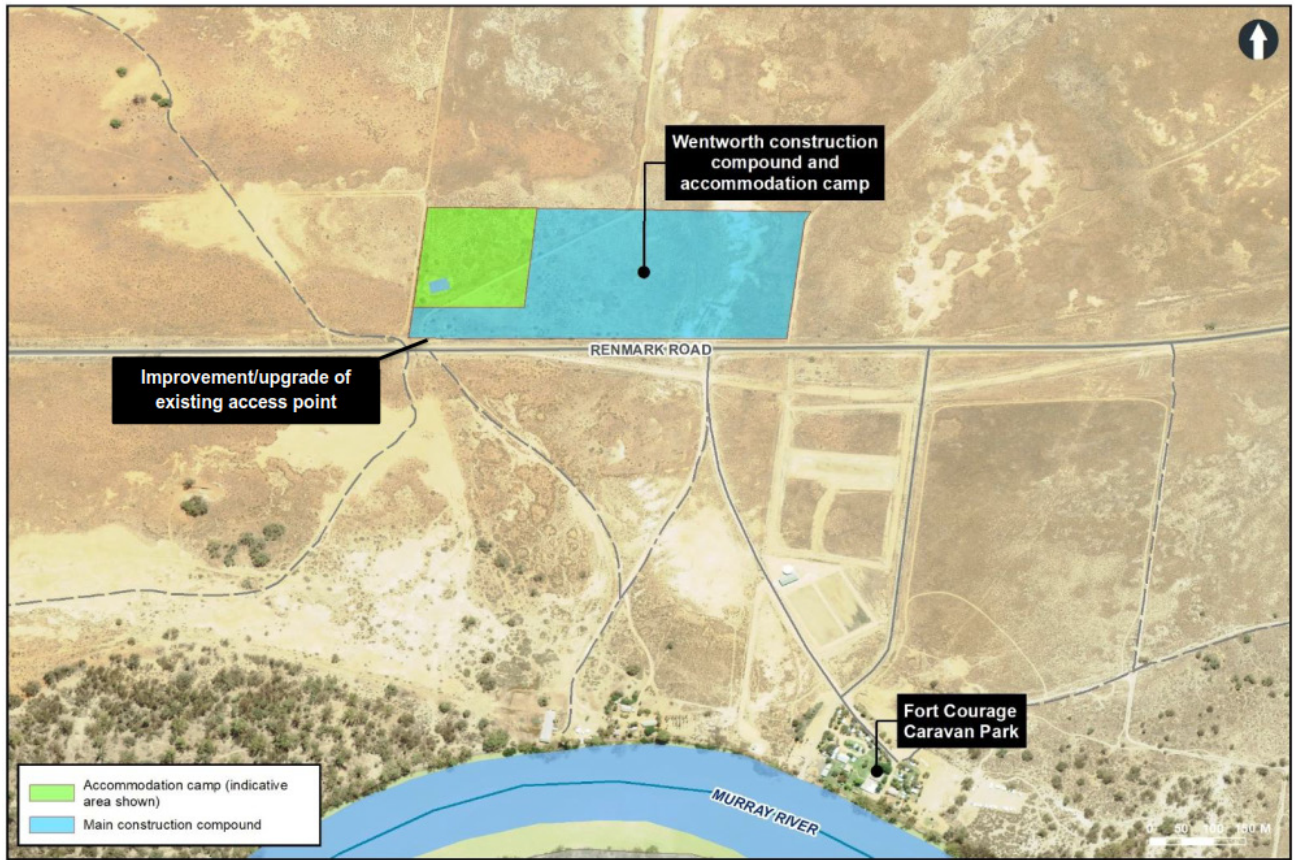 Wentworth construction
compound and
accommodation camp
RENMARK ROAD
Improvement/upgrade of
existing access point
Fort Courage
Caravan Park
MURRAY RIVER
Accommodation camp (indicative
area shown)
Main construction compound
0 50 100 150 M